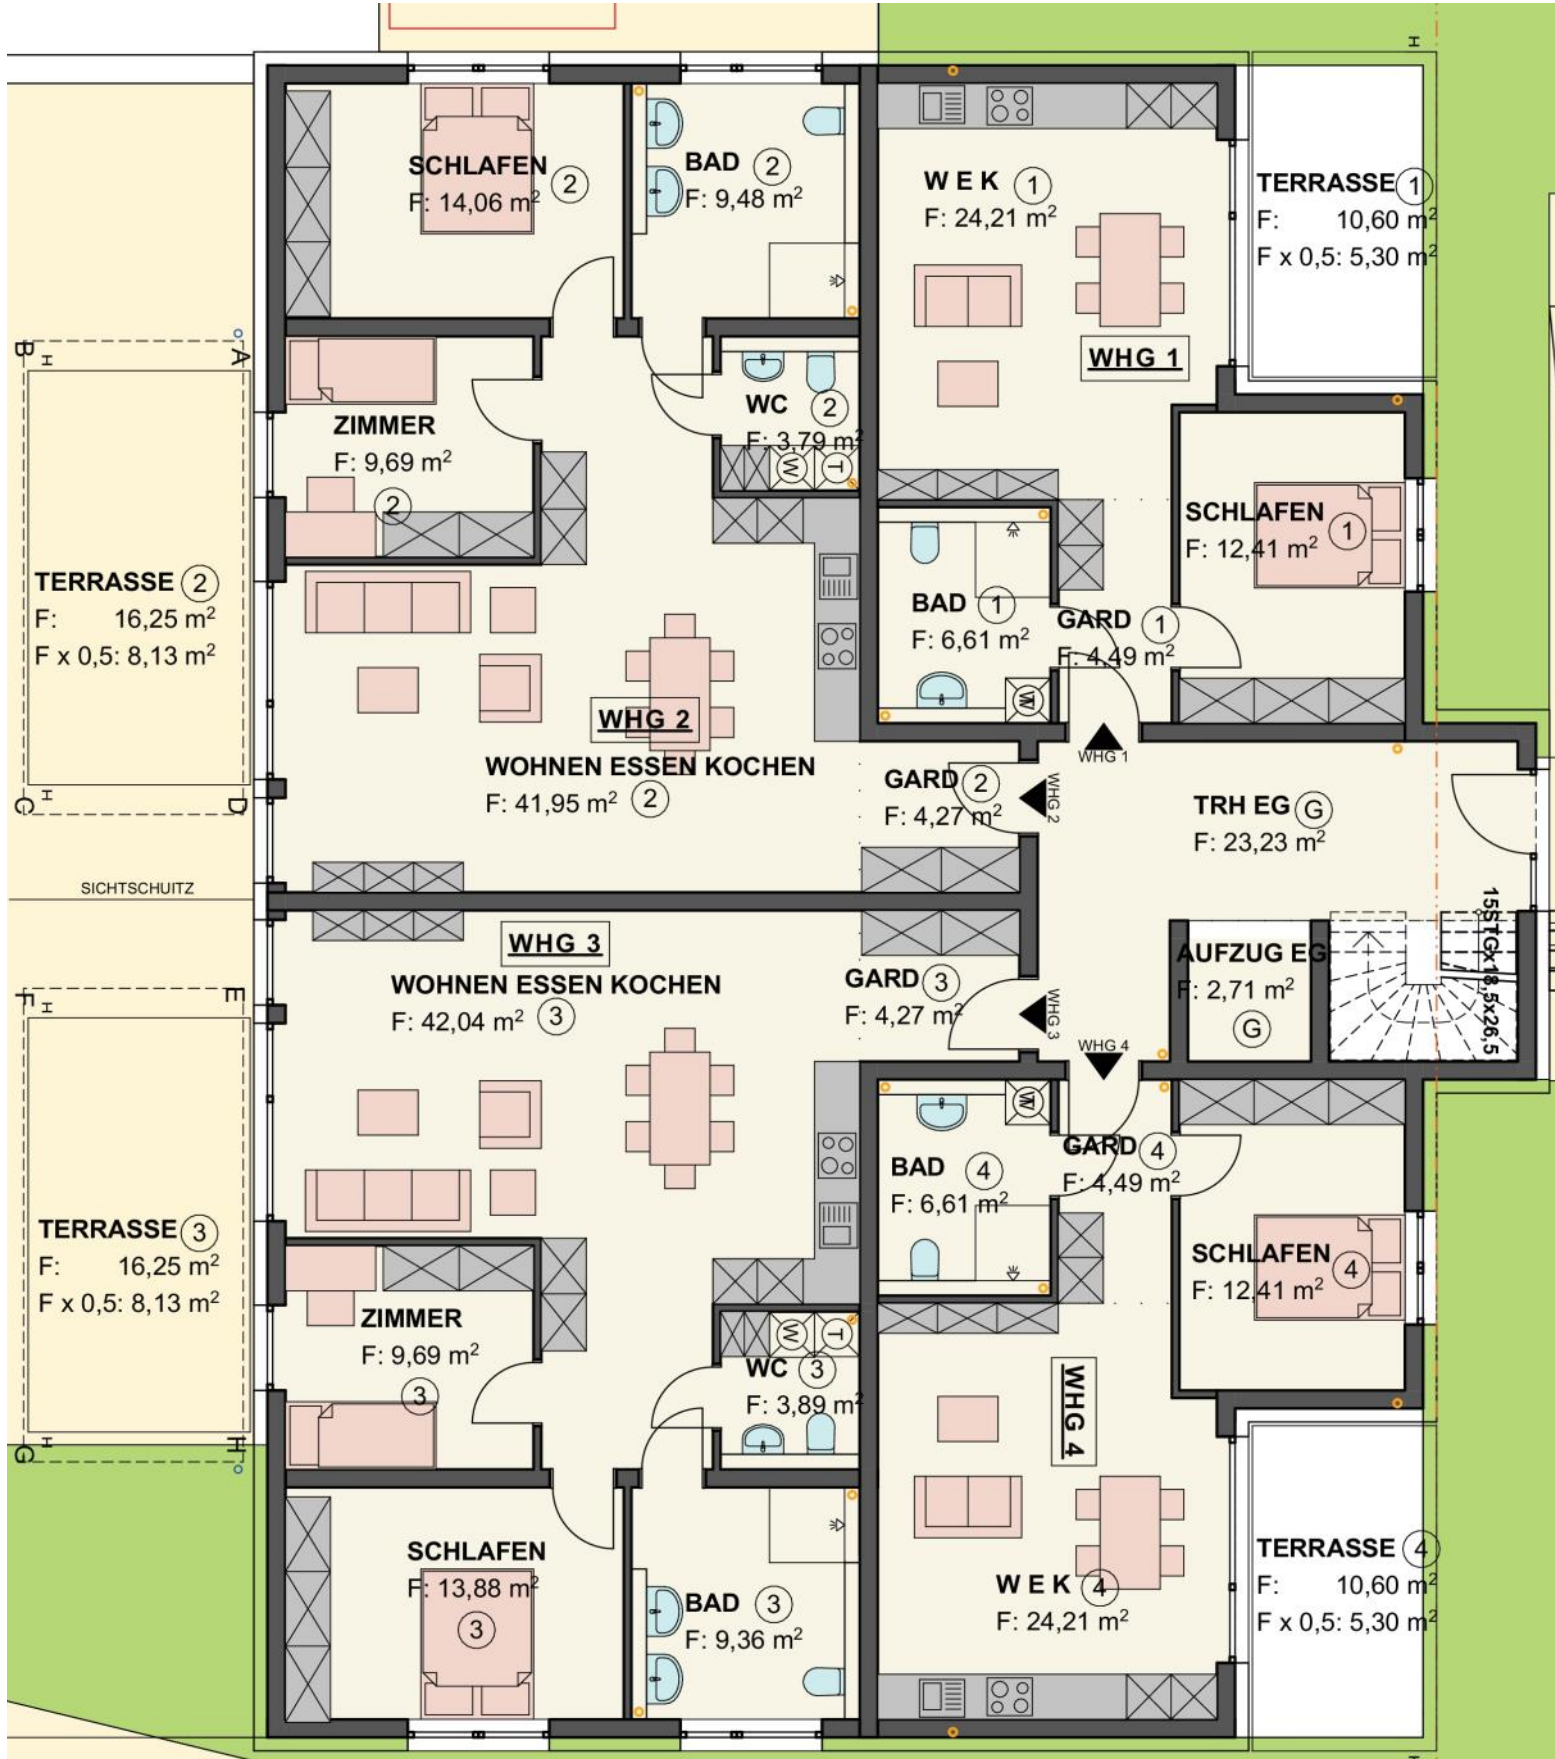 H
SCHLAFEN 2
F: 14,06 m²
BAD 2
F: 9,48 m²
W E K 1
F: 24,21 m²
TERRASSE 1
F: 10,60 m²
F x 0,5: 5,30 m²
WHG 1
B
H
A
ZIMMER
F: 9,69 m²
2
WC 2
F: 3,79 m²
W T
SCHLAFEN 1
F: 12,41 m²
TERRASSE 2
F: 16,25 m²
F x 0,5: 8,13 m²
BAD 1
F: 6,61 m²
GARD 1
F: 4,49 m²
W
WHG 2
WOHNEN ESSEN KOCHEN
F: 41,95 m² 2
WHG 1
GARD 2
F: 4,27 m²
WHG 2
TRH EG G
F: 23,23 m²
C
H
D
SICHTSCHUITZ
15STGx18,5x26,5
WHG 3
WOHNEN ESSEN KOCHEN
F: 42,04 m² 3
GARD 3
F: 4,27 m²
WHG 3
AUFZUG EG
F: 2,71 m²
G
F
H
E
WHG 4
W
BAD 4
F: 6,61 m²
GARD 4
F: 4,49 m²
TERRASSE 3
F: 16,25 m²
F x 0,5: 8,13 m²
SCHLAFEN 4
F: 12,41 m²
ZIMMER
F: 9,69 m²
3
W T
WC 3
F: 3,89 m²
WHG 4
G
H
H
SCHLAFEN
F: 13,88 m²
3
BAD 3
F: 9,36 m²
W E K 4
F: 24,21 m²
TERRASSE 4
F: 10,60 m²
F x 0,5: 5,30 m²